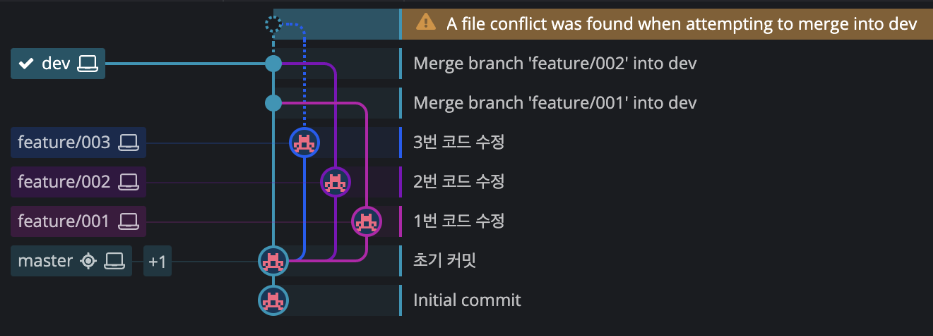 A file conflict was found when attempting to merge into dev
dev Merge branch 'feature/002' into dev
Merge branch 'feature/001' into dev
feature/003 3번 코드 수정
feature/002 2번 코드 수정
feature/001 1번 코드 수정
master +1 초기 커밋
Initial commit